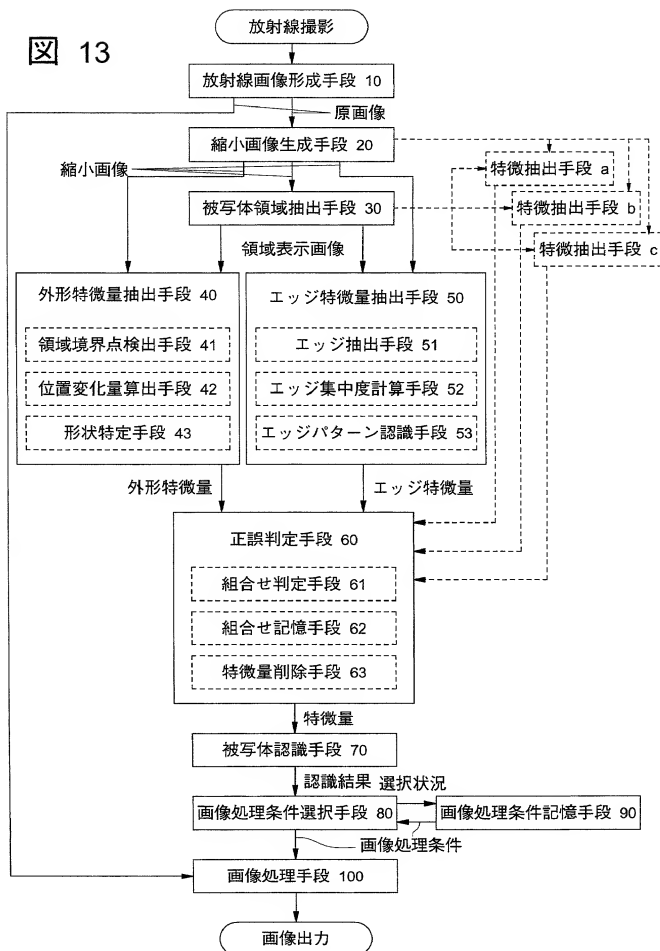 図 13
放射線撮影
放射線画像形成手段 10
原画像
縮小画像生成手段 20
縮小画像
特徴抽出手段 a
被写体領域抽出手段 30
特徴抽出手段 b
領域表示画像
特徴抽出手段 c
外形特徴量抽出手段 40
領域境界点検出手段 41
位置変化量算出手段 42
形状特定手段 43
エッジ特徴量抽出手段 50
エッジ抽出手段 51
エッジ集中度計算手段 52
エッジパターン認識手段 53
外形特徴量
エッジ特徴量
正誤判定手段 60
組合せ判定手段 61
組合せ記憶手段 62
特徴量削除手段 63
特徴量
被写体認識手段 70
認識結果 選択状況
画像処理条件選択手段 80
画像処理条件記憶手段 90
画像処理条件
画像処理手段 100
画像出力